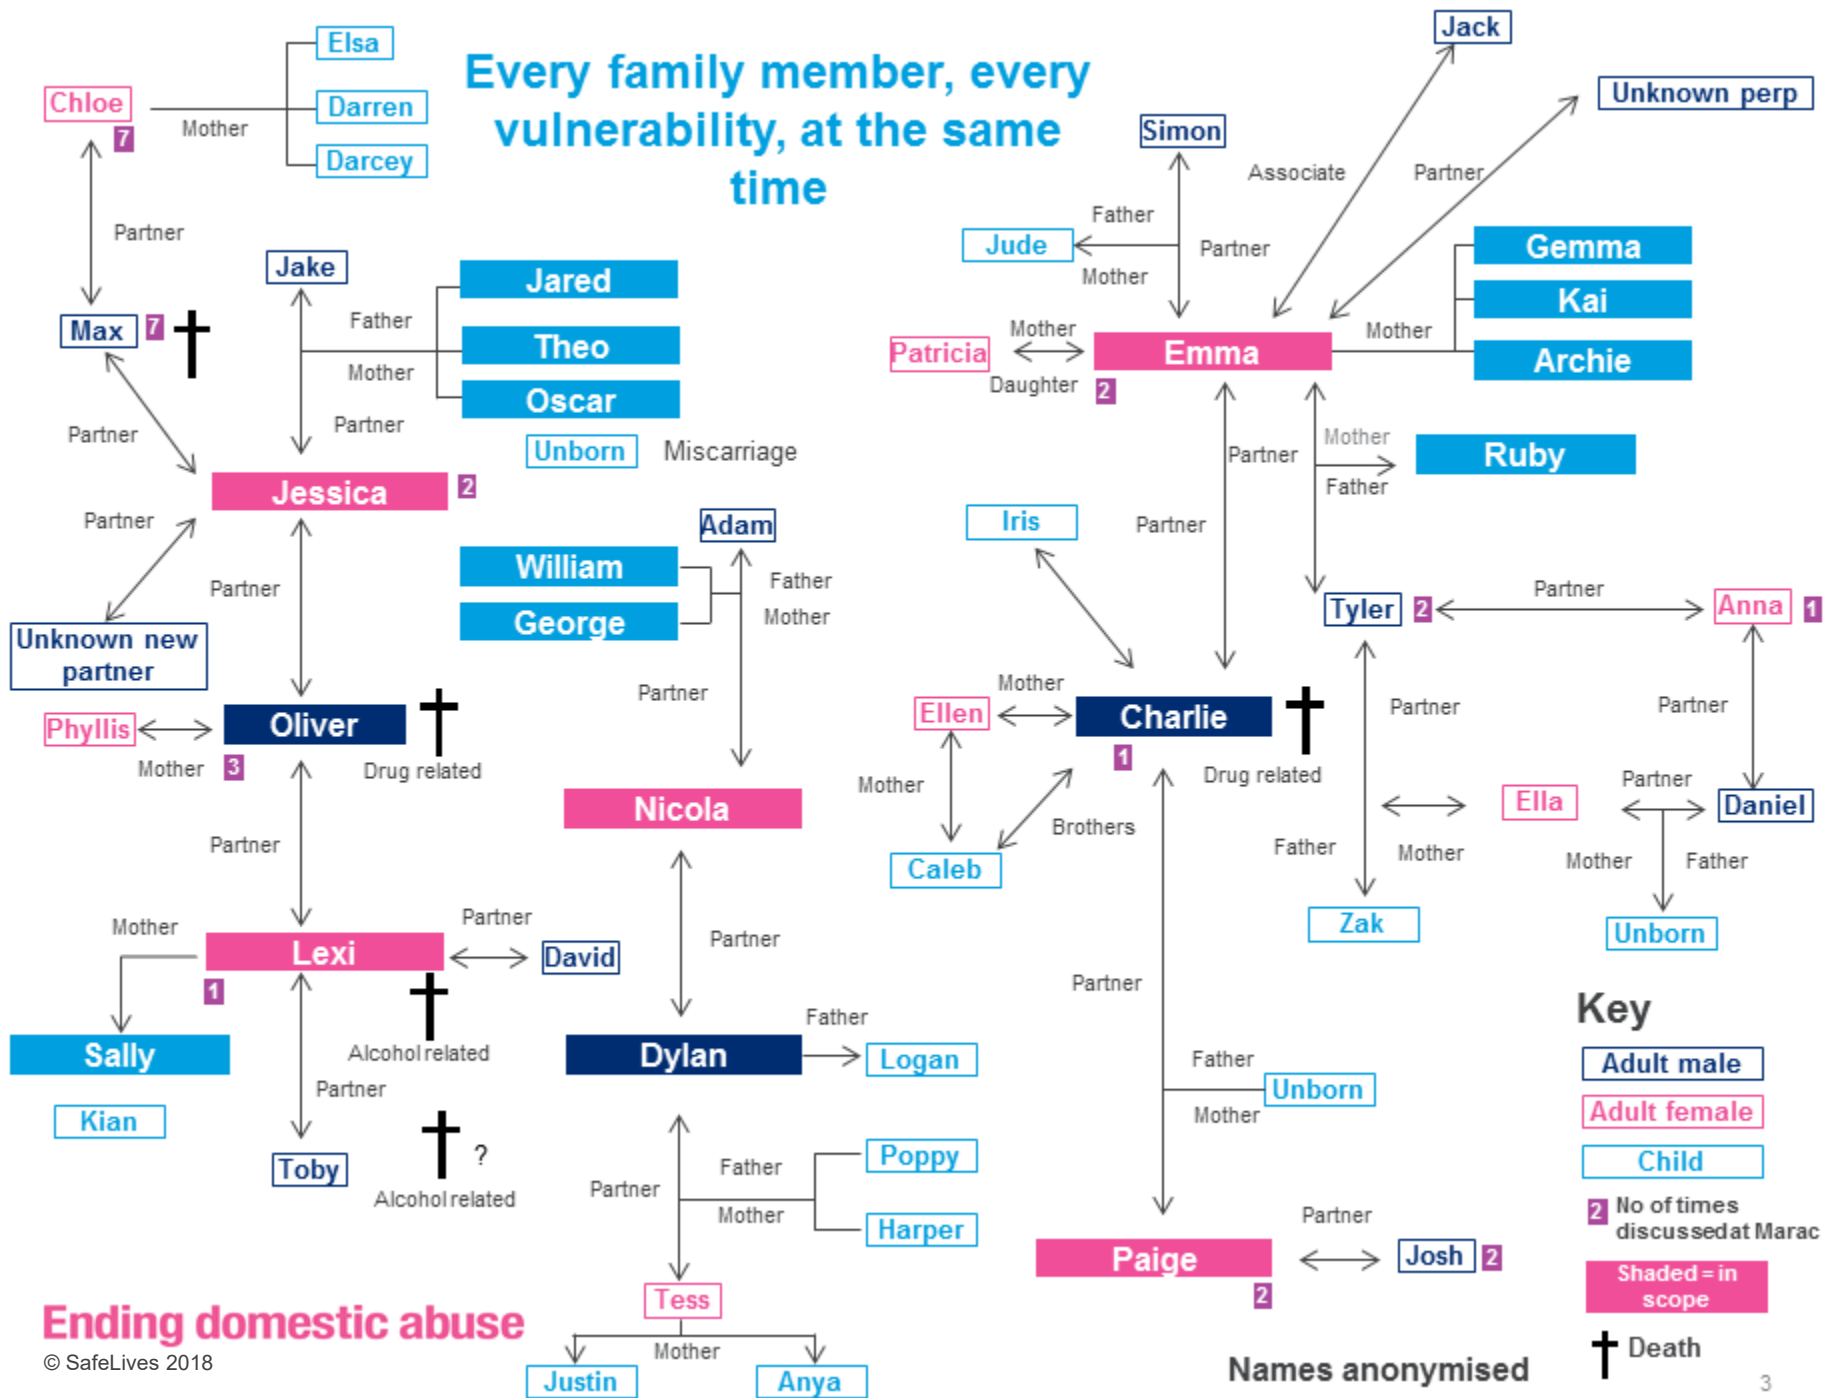 Elsa
Chloe
7
Mother
Darren
Darcey
Every family member, every
vulnerability, at the same
time
Jack
Unknown perp
Simon
Associate
Partner
Partner
Father
Jude
Partner
Mother
Gemma
Kai
Archie
Mother
Jake
Jared
Max
7
Father
Theo
Mother
Oscar
Partner
Unborn
Miscarriage
Partner
Mother
Patricia
Daughter
Emma
2
Jessica
2
Partner
Partner
Mother
Ruby
Father
Partner
Unknown new
partner
Partner
Adam
William
Father
George
Mother
Partner
Iris
Partner
Tyler
2
Partner
Anna
1
Phyllis
Mother
Oliver
3
Drug related
Mother
Ellen
Charlie
1
Drug related
Partner
Partner
Nicola
Mother
Brothers
Caleb
Ella
Partner
Daniel
Father
Mother
Mother
Father
Zak
Unborn
Partner
Mother
Lexi
1
Partner
David
Alcohol related
Partner
Sally
Kian
Partner
Toby
?
Alcohol related
Dylan
Father
Logan
Partner
Father
Mother
Poppy
Harper
Partner
Father
Unborn
Mother
Tess
Mother
Justin
Anya
Paige
2
Partner
Josh
2
Key
Adult male
Adult female
Child
2 No of times
discussed at Marac
Shaded = in
scope
Death
Ending domestic abuse
© SafeLives 2018
Names anonymised
3